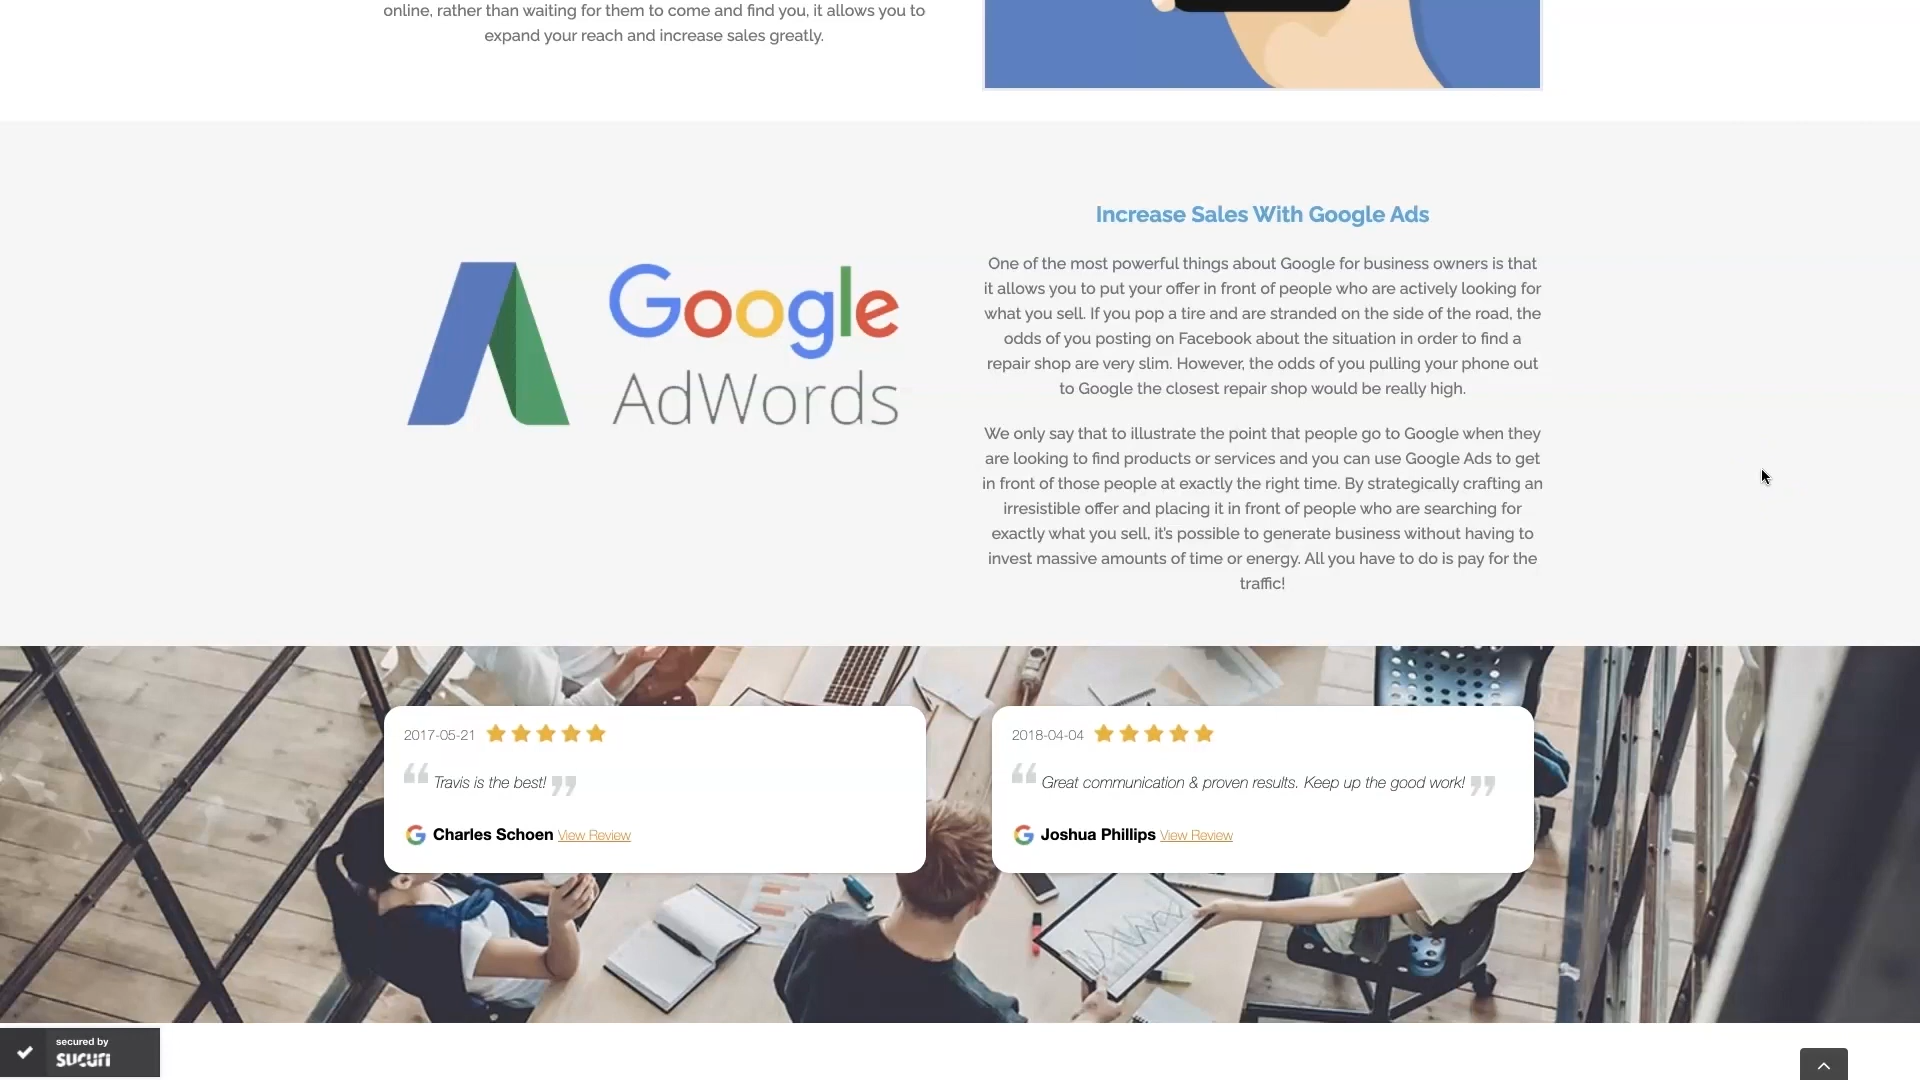 online, rather than waiting for them to come and find you, it allows you to
expand your reach and increase sales greatly.
Google
AdWords
Increase Sales With Google Ads
One of the most powerful things about Google for business owners is that
it allows you to put your offer in front of people who are actively looking for
what you sell. If you pop a tire and are stranded on the side of the road, the
odds of you posting on Facebook about the situation in order to find a
repair shop are very slim. However, the odds of you pulling your phone out
to Google the closest repair shop would be really high.
We only say that to illustrate the point that people go to Google when they
are looking to find products or services and you can use Google Ads to get
in front of those people at exactly the right time. By strategically crafting an
irresistible offer and placing it in front of people who are searching for
exactly what you sell, it's possible to generate business without having to
invest massive amounts of time or energy. All you have to do is pay for the
traffic!
2017-05-21
“ Travis is the best! ”
Charles Schoen View Review
2018-04-04
“ Great communication & proven results. Keep up the good work! ”
Joshua Phillips View Review
secured by
sucuri